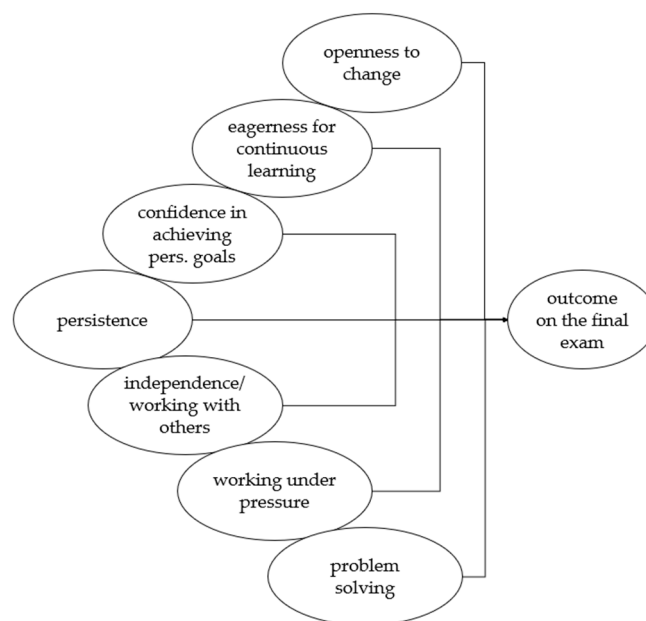 openness to
change
eagerness for
continuous
learning
confidence in
achieving
pers. goals
persistence
independence/
working with
others
working under
pressure
problem
solving
outcome
on the final
exam